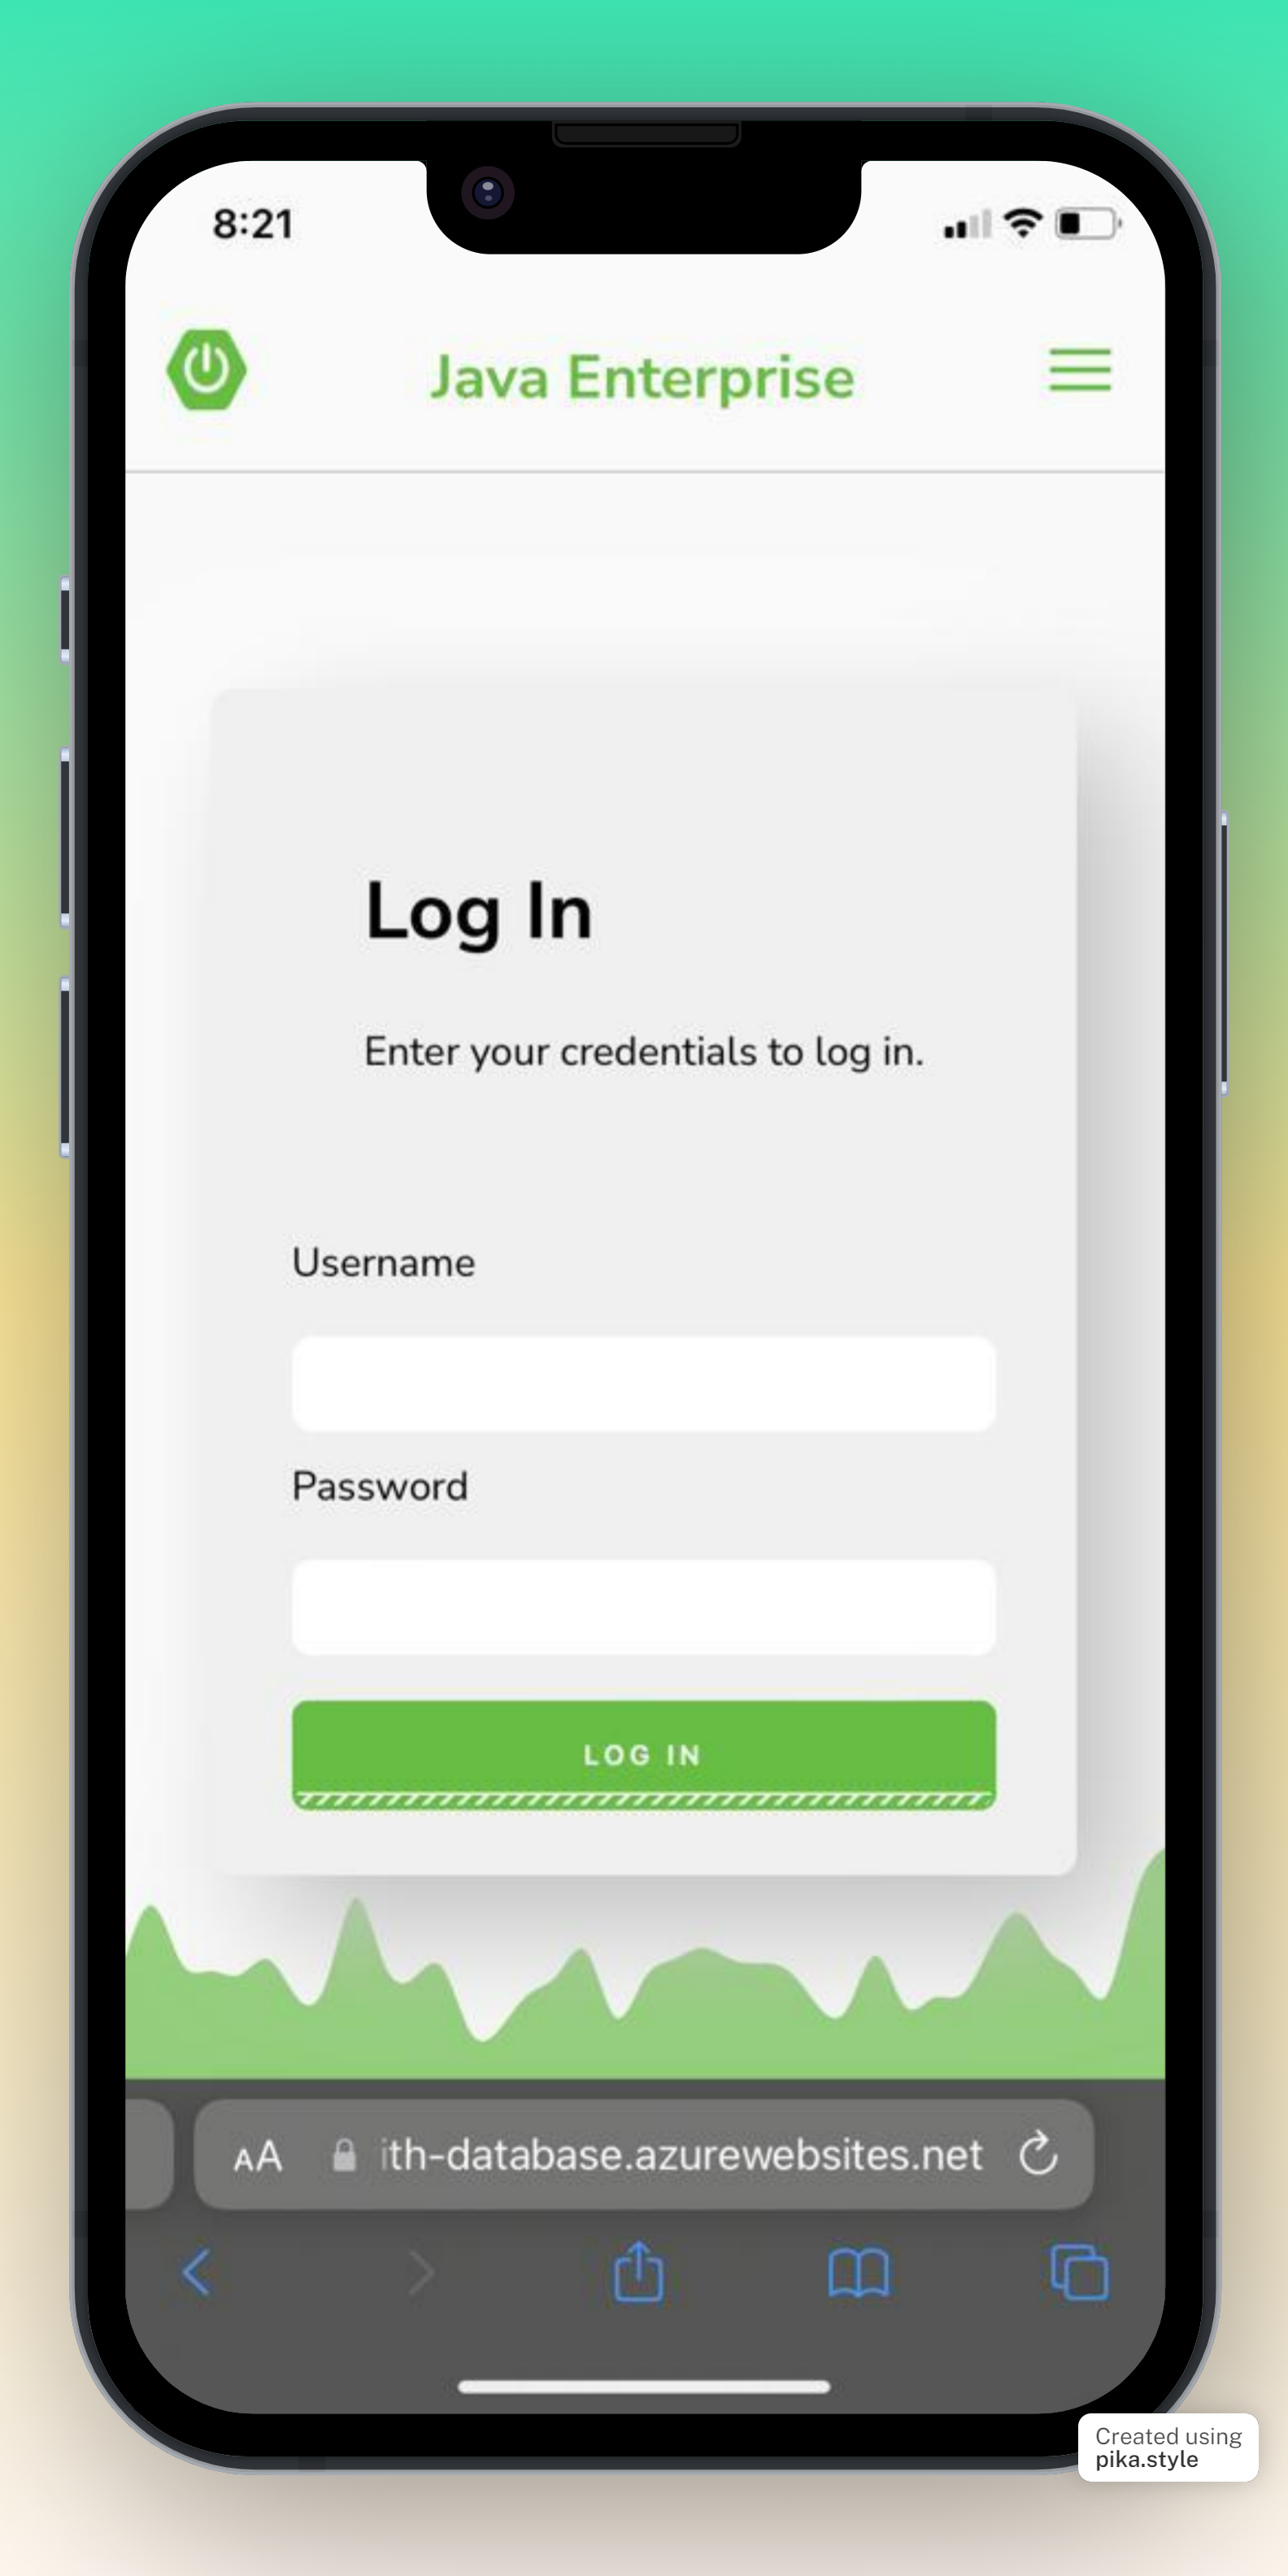 8:21
Java Enterprise
Log In
Enter your credentials to log in.
Username
Password
LOG IN
AA ith-database.azurewebsites.net
Created using
pika.style